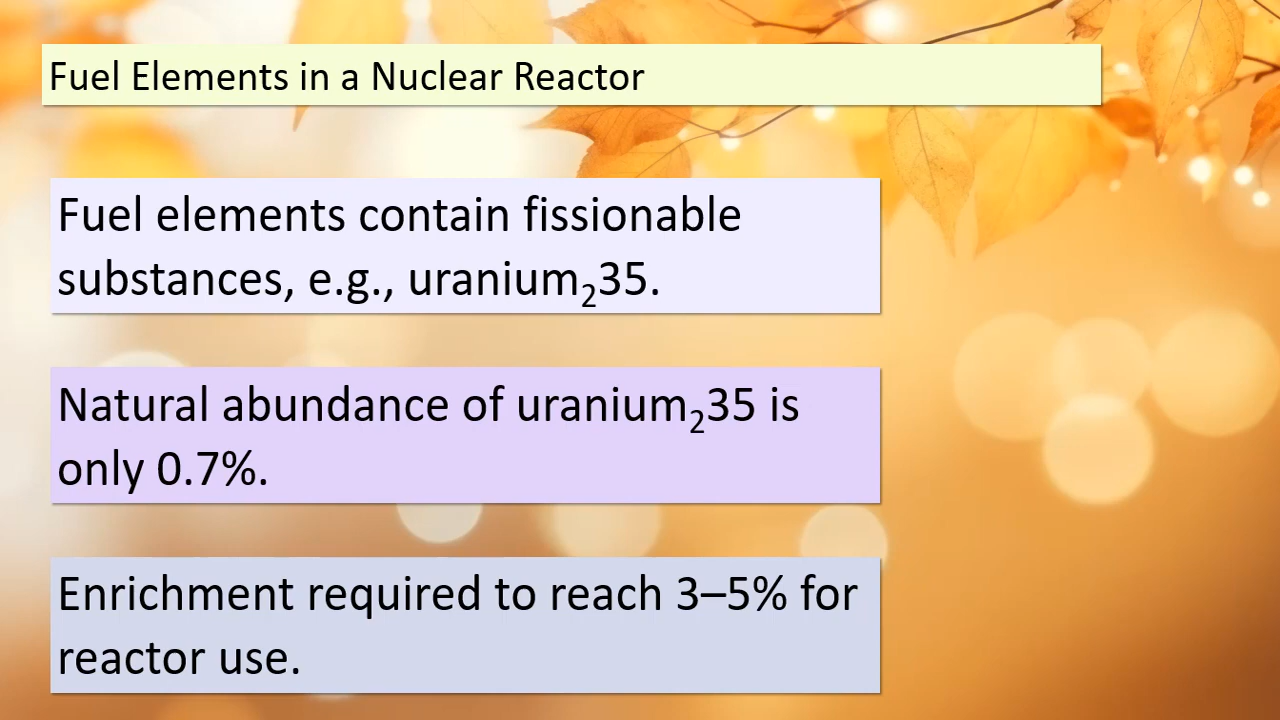 Fuel Elements in a Nuclear Reactor
Fuel elements contain fissionable
substances, e.g., uranium₂35.
Natural abundance of uranium₂35 is
only 0.7%.
Enrichment required to reach 3–5% for
reactor use.